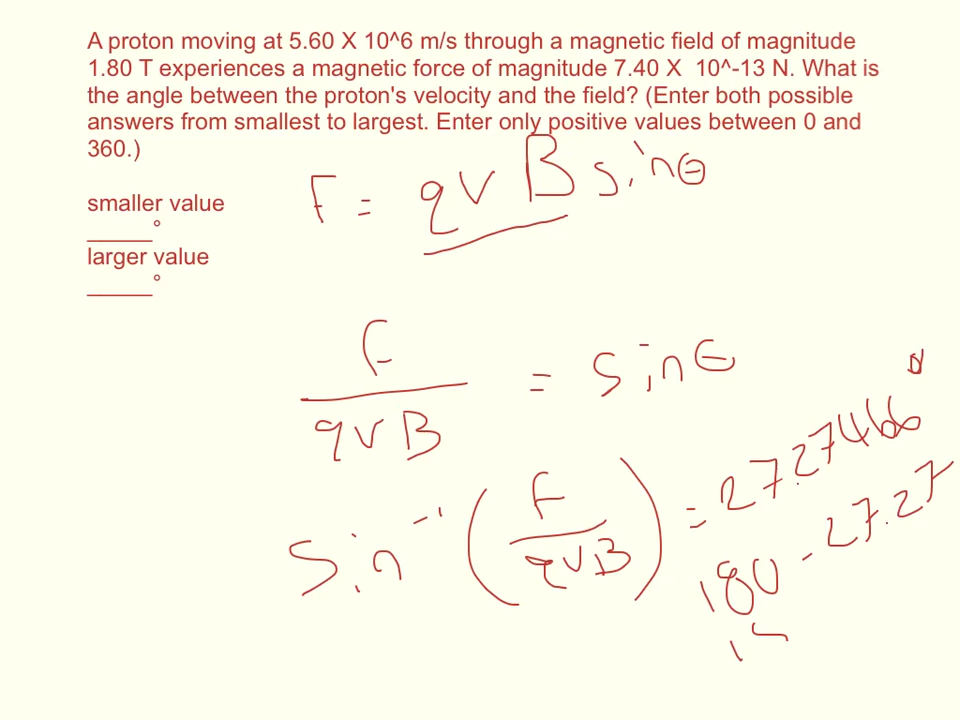 A proton moving at 5.60 X 10^6 m/s through a magnetic field of magnitude
1.80 T experiences a magnetic force of magnitude 7.40 X  10^-13 N. What is
the angle between the proton's velocity and the field? (Enter both possible
answers from smallest to largest. Enter only positive values between 0 and
360.)
F = qvB sinθ
smaller value
_____°
larger value
_____°
F
qvB
= sinθ
sin⁻¹ (F/qvB) = 27.27466
180 - 27.27